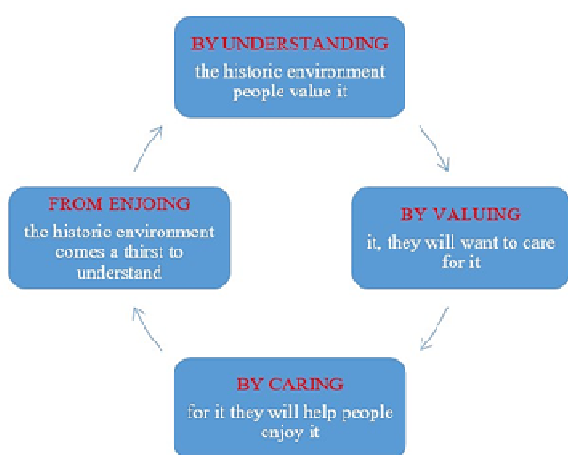 BY UNDERSTANDING
the historic environment
people value it
BY VALUING
it, they will want to care
for it
BY CARING
for it they will help people
enjoy it
FROM ENJOING
the historic environment
comes a thirst to
understand